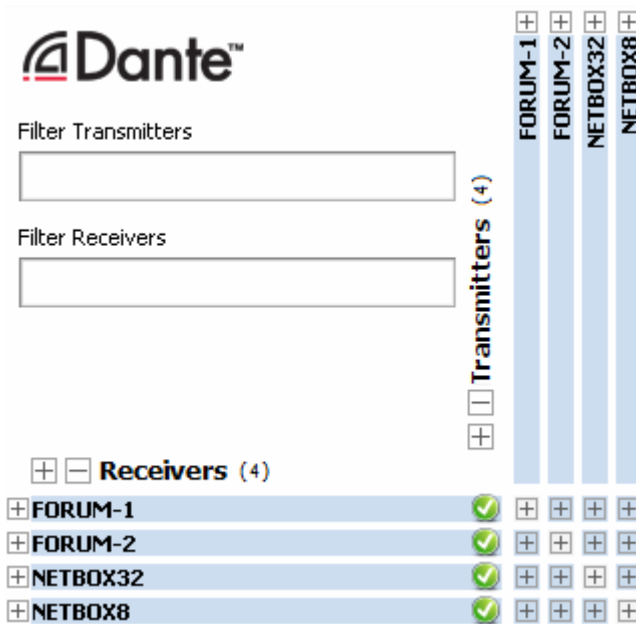 Dante™
Filter Transmitters
Filter Receivers
Transmitters (4)
FORUM-1
FORUM-2
NETBOX32
NETBOX8
Receivers (4)
FORUM-1
FORUM-2
NETBOX32
NETBOX8